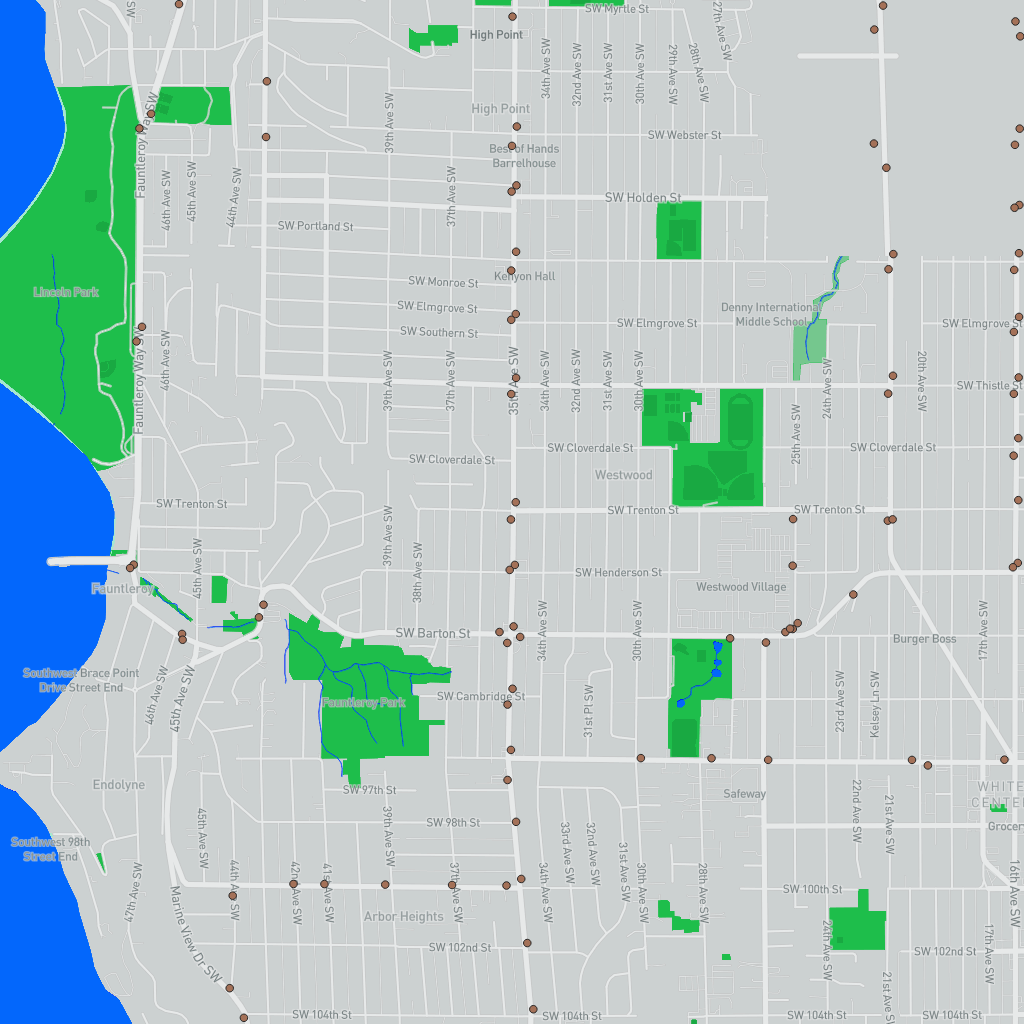 SW Myrtle St
27th Ave SW
High Point
34th Ave SW
32nd Ave SW
31st Ave SW
30th Ave SW
29th Ave SW
28th Ave SW
High Point
39th Ave SW
Fauntleroy Way SW
SW Webster St
Best of Hands
Barrelhouse
46th Ave SW
45th Ave SW
44th Ave SW
37th Ave SW
SW Holden St
SW Portland St
Kenyon Hall
SW Monroe St
Lincoln Park
SW Elmgrove St
Denny International
Middle School
SW Southern St
SW Elmgrove St
SW Elmgrove St
Fauntleroy Way SW
46th Ave SW
39th Ave SW
37th Ave SW
35th Ave SW
34th Ave SW
32nd Ave SW
31st Ave SW
30th Ave SW
24th Ave SW
20th Ave SW
SW Thistle St
25th Ave SW
SW Cloverdale St
SW Cloverdale St
SW Cloverdale St
Westwood
SW Trenton St
SW Trenton St
SW Trenton St
45th Ave SW
39th Ave SW
38th Ave SW
SW Henderson St
Westwood Village
Fauntleroy
34th Ave SW
30th Ave SW
17th Ave SW
SW Barton St
Burger Boss
Southwest Brace Point
Drive Street End
46th Ave SW
45th Ave SW
SW Cambridge St
31st Pl SW
23rd Ave SW
Kelsey Ln SW
Fauntleroy Park
Endolyne
SW 97th St
Safeway
WHITE
CENTER
SW 98th St
22nd Ave SW
21st Ave SW
Grocery
Southwest 98th
Street End
45th Ave SW
39th Ave SW
33rd Ave SW
32nd Ave SW
31st Ave SW
47th Ave SW
44th Ave SW
42nd Ave SW
41st Ave SW
37th Ave SW
34th Ave SW
30th Ave SW
28th Ave SW
SW 100th St
16th Ave SW
Arbor Heights
Marine View Dr SW
SW 102nd St
24th Ave SW
SW 102nd St
17th Ave SW
21st Ave SW
SW 104th St
SW 104th St
SW 104th St
SW 104th St